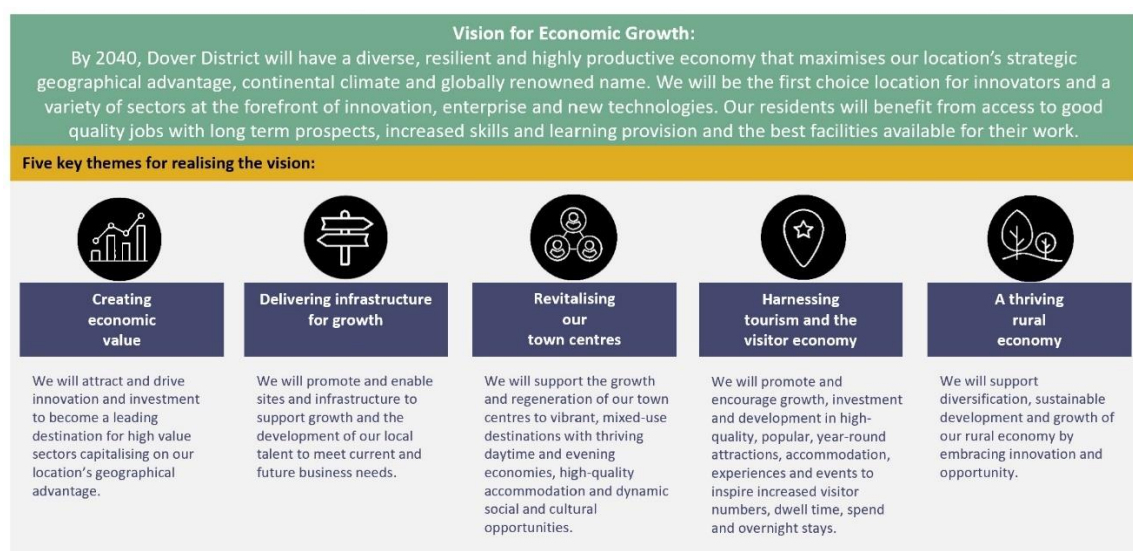 Vision for Economic Growth:
By 2040, Dover District will have a diverse, resilient and highly productive economy that maximises our location's strategic
geographical advantage, continental climate and globally renowned name. We will be the first choice location for innovators and a
variety of sectors at the forefront of innovation, enterprise and new technologies. Our residents will benefit from access to good
quality jobs with long term prospects, increased skills and learning provision and the best facilities available for their work.
Five key themes for realising the vision:
Creating
economic
value
We will attract and drive
innovation and investment
to become a leading
destination for high value
sectors capitalising on our
location's geographical
advantage.
Delivering infrastructure
for growth
We will promote and enable
sites and infrastructure to
support growth and the
development of our local
talent to meet current and
future business needs.
Revitalising
our
town centres
We will support the growth
and regeneration of our town
centres to vibrant, mixed-use
destinations with thriving
daytime and evening
economies, high-quality
accommodation and dynamic
social and cultural
opportunities.
Harnessing
tourism and the
visitor economy
We will promote and
encourage growth, investment
and development in high-
quality, popular, year-round
attractions, accommodation,
experiences and events to
inspire increased visitor
numbers, dwell time, spend
and overnight stays.
A thriving
rural
economy
We will support
diversification, sustainable
development and growth of
our rural economy by
embracing innovation and
opportunity.